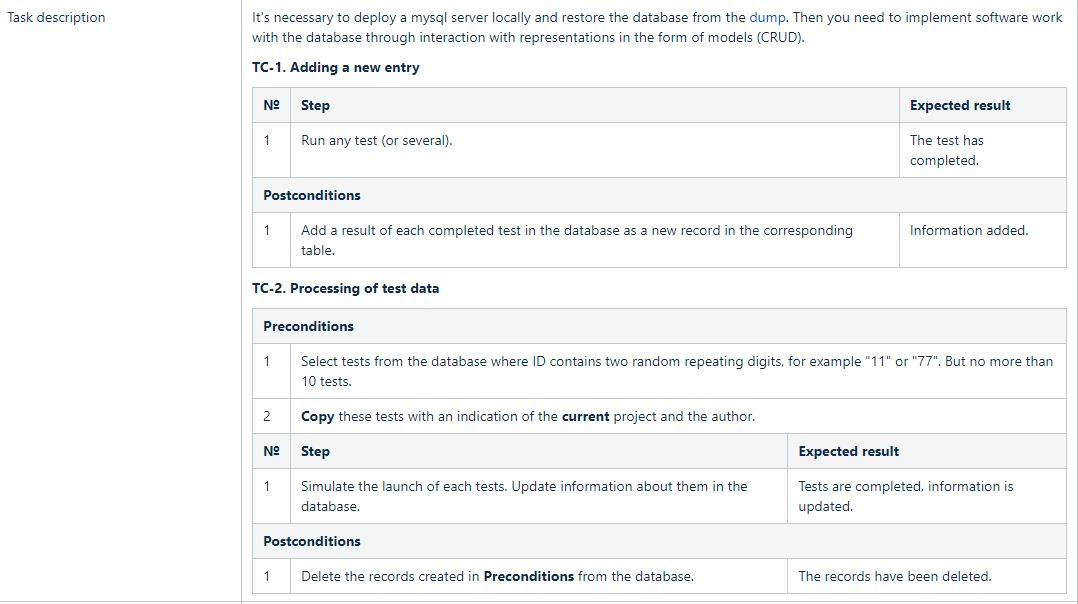 Task description
It's necessary to deploy a mysql server locally and restore the database from the dump. Then you need to implement software work
with the database through interaction with representations in the form of models (CRUD).
TC-1. Adding a new entry
№ Step Expected result
1 Run any test (or several). The test has
completed.
Postconditions
1 Add a result of each completed test in the database as a new record in the corresponding
table. Information added.
TC-2. Processing of test data
Preconditions
1 Select tests from the database where ID contains two random repeating digits, for example "11" or "77". But no more than
10 tests.
2 Copy these tests with an indication of the current project and the author.
№ Step Expected result
1 Simulate the launch of each tests. Update information about them in the
database. Tests are completed, information is
updated.
Postconditions
1 Delete the records created in Preconditions from the database. The records have been deleted.